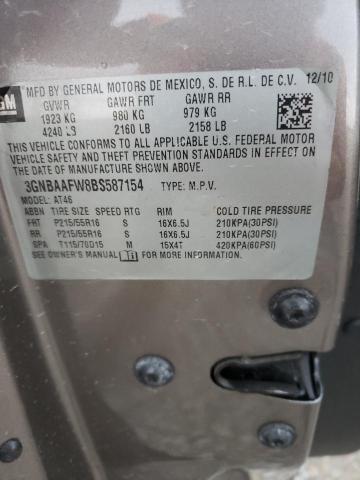 GM
MFD BY GENERAL MOTORS DE MEXICO, S. DE R.L. DE C.V. 12/10
GVWR GAWR FRT GAWR RR
1923 KG 980 KG 979 KG
4240 LB 2160 LB 2158 LB
THIS VEHICLE CONFORMS TO ALL APPLICABLE U.S. FEDERAL MOTOR
VEHICLE SAFETY AND THEFT PREVENTION STANDARDS IN EFFECT ON
THE DATE OF MANUFACTURE SHOWN ABOVE.
3GNBAAFW8BS587154 TYPE: M.P.V.
MODEL: AT46
ABBN TIRE SIZE SPEED RTG RIM COLD TIRE PRESSURE
FRT P215/55R16 S 16X6.5J 210KPA(30PSI)
RR P215/55R16 S 16X6.5J 210KPA(30PSI)
SPA T115/70D15 M 15X4T 420KPA(60PSI)
SEE OWNER'S MANUAL FOR MORE INFORMATION.